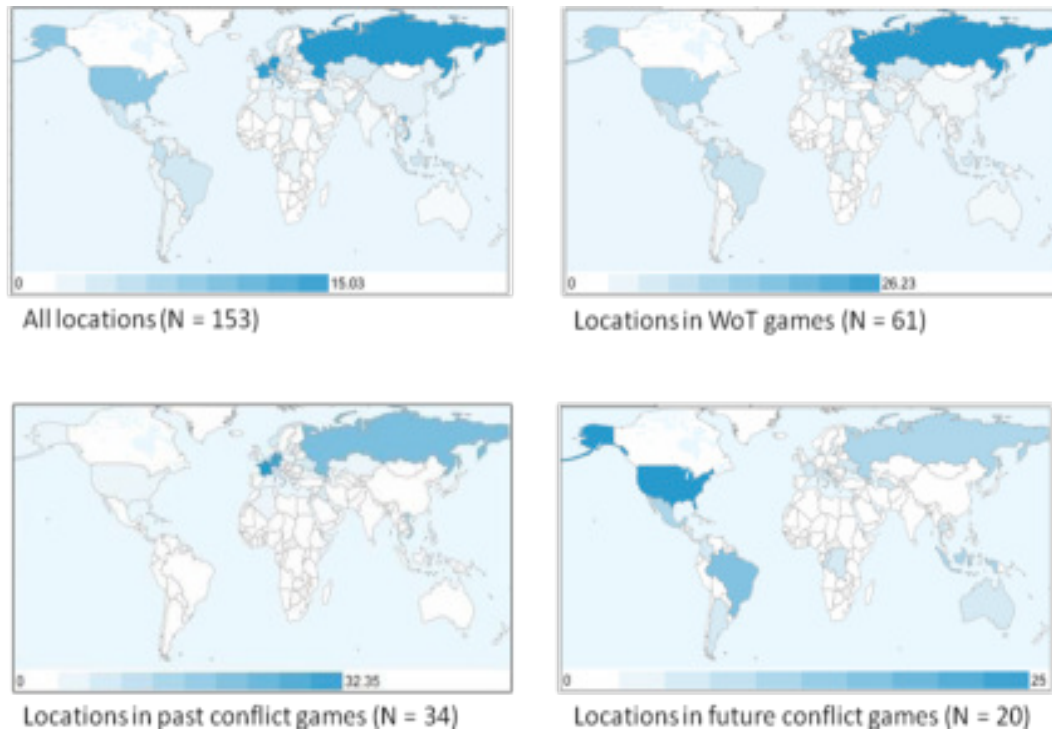 0 15.03
All locations (N = 153)
0 26.23
Locations in WoT games (N = 61)
0 32.35
Locations in past conflict games (N = 34)
0 25
Locations in future conflict games (N = 20)